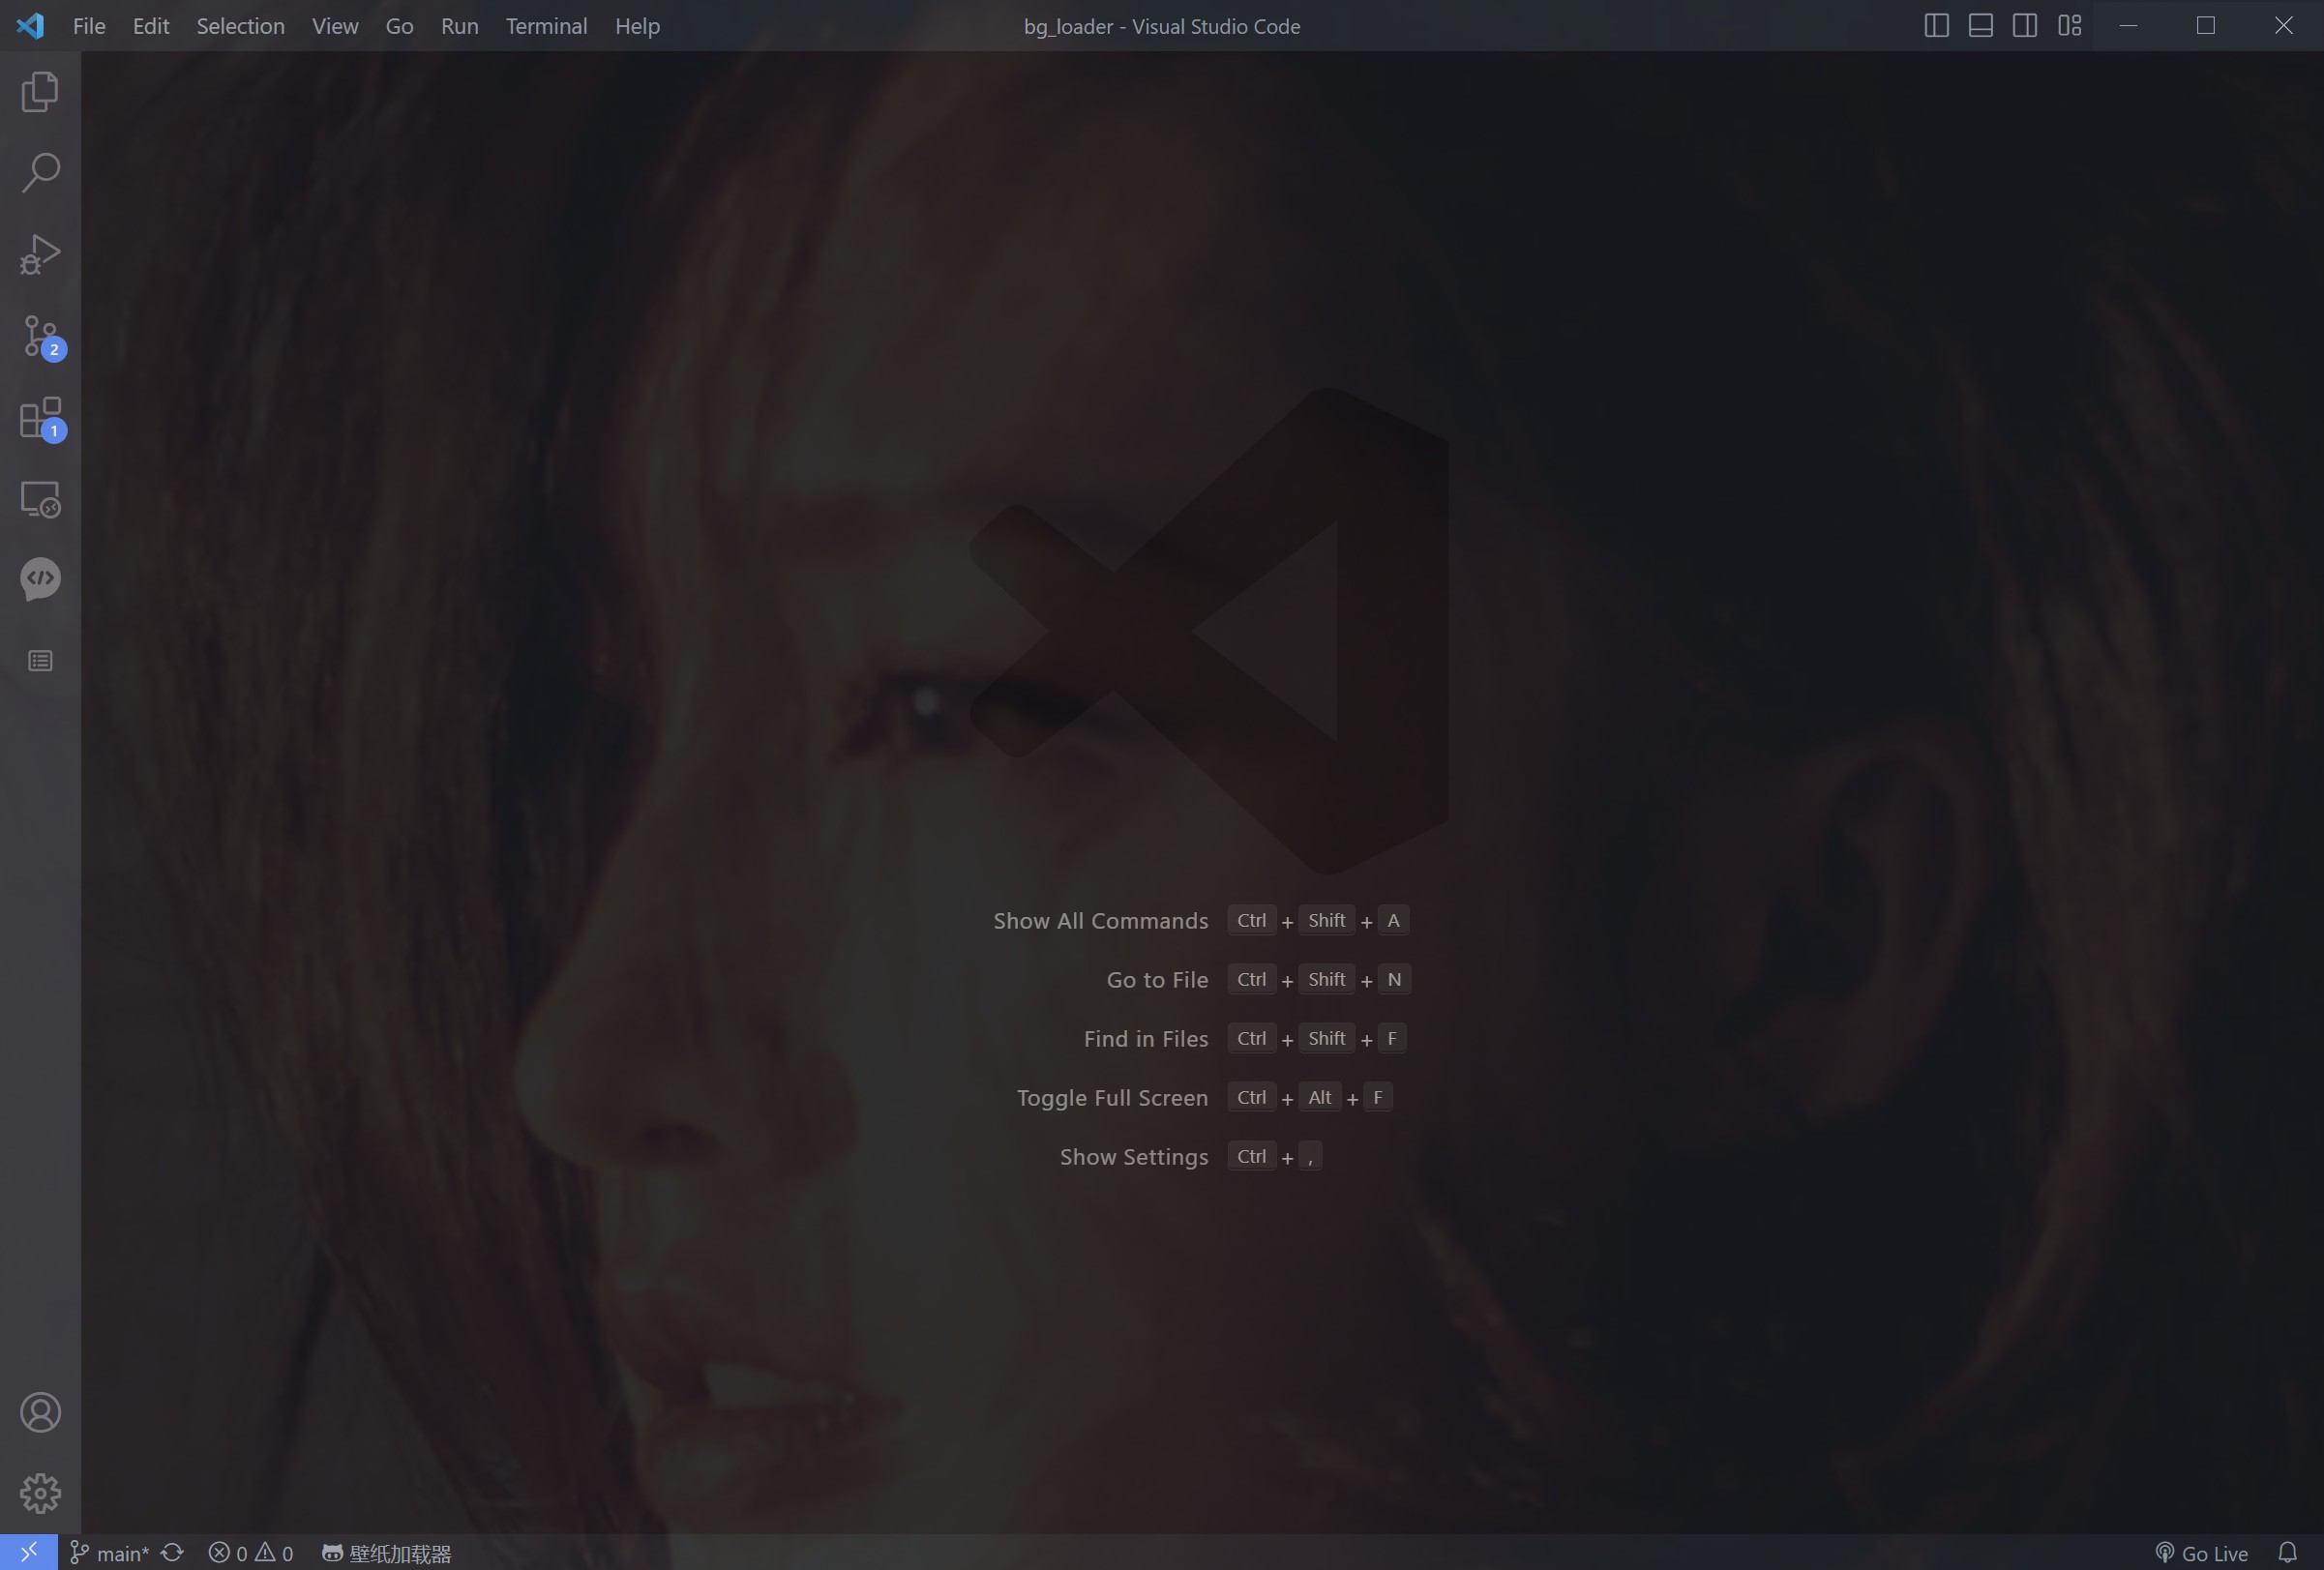 File Edit Selection View Go Run Terminal Help bg_loader - Visual Studio Code
2
1
Show All Commands Ctrl + Shift + A
Go to File Ctrl + Shift + N
Find in Files Ctrl + Shift + F
Toggle Full Screen Ctrl + Alt + F
Show Settings Ctrl + ,
main* 0 0 壁纸加载器 Go Live